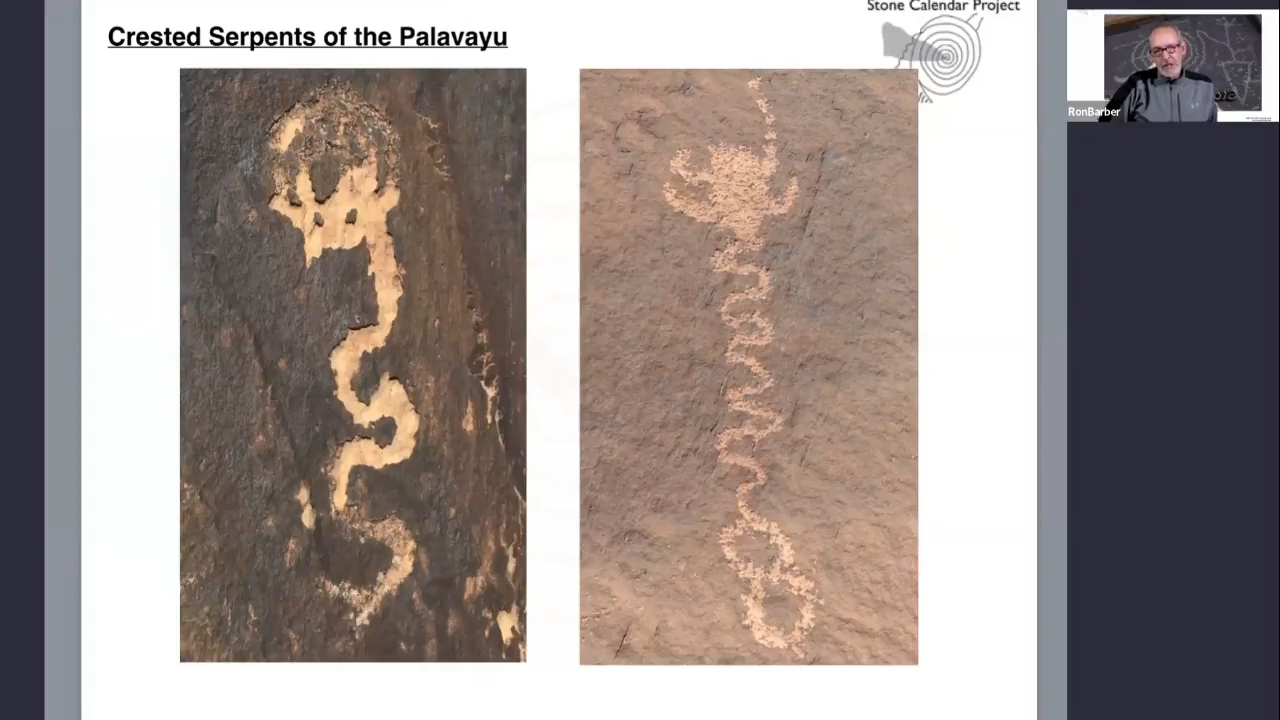 Stone Calendar Project
Crested Serpents of the Palavayu
RonBarber